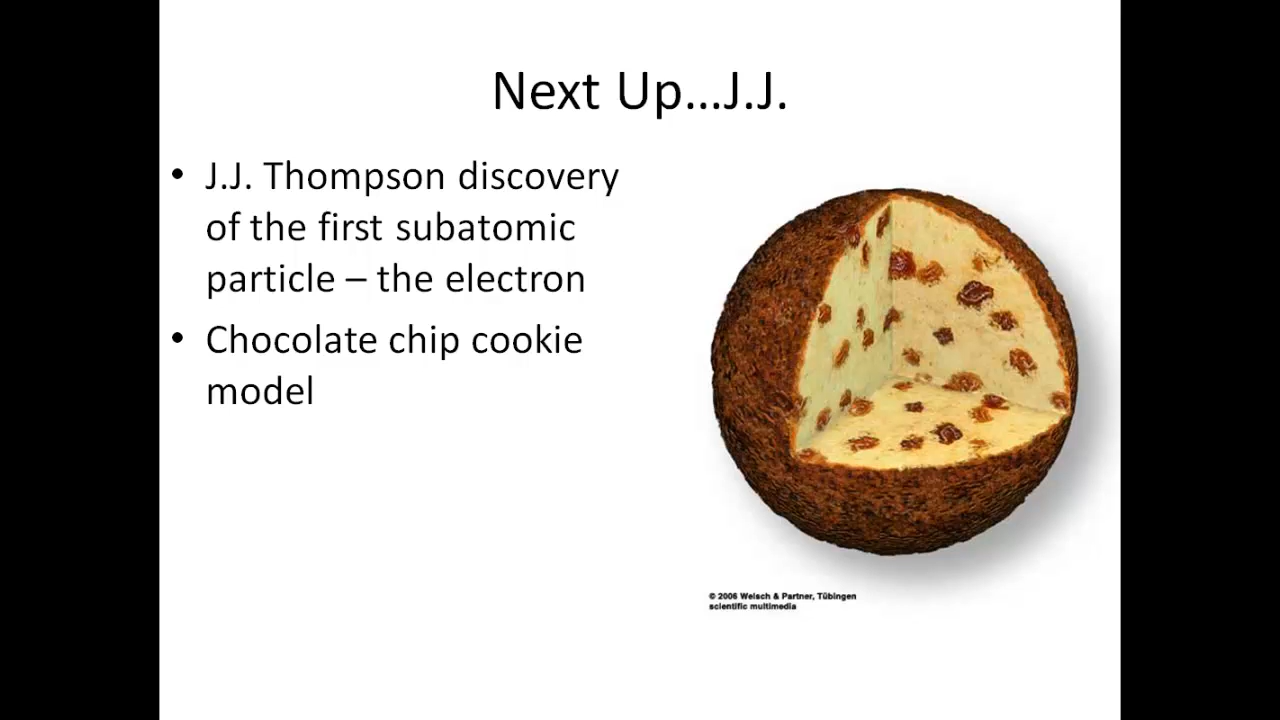 Next Up...J.J.
• J.J. Thompson discovery
of the first subatomic
particle – the electron
• Chocolate chip cookie
model
© 2006 Welsch & Partner, Tübingen
scientific multimedia